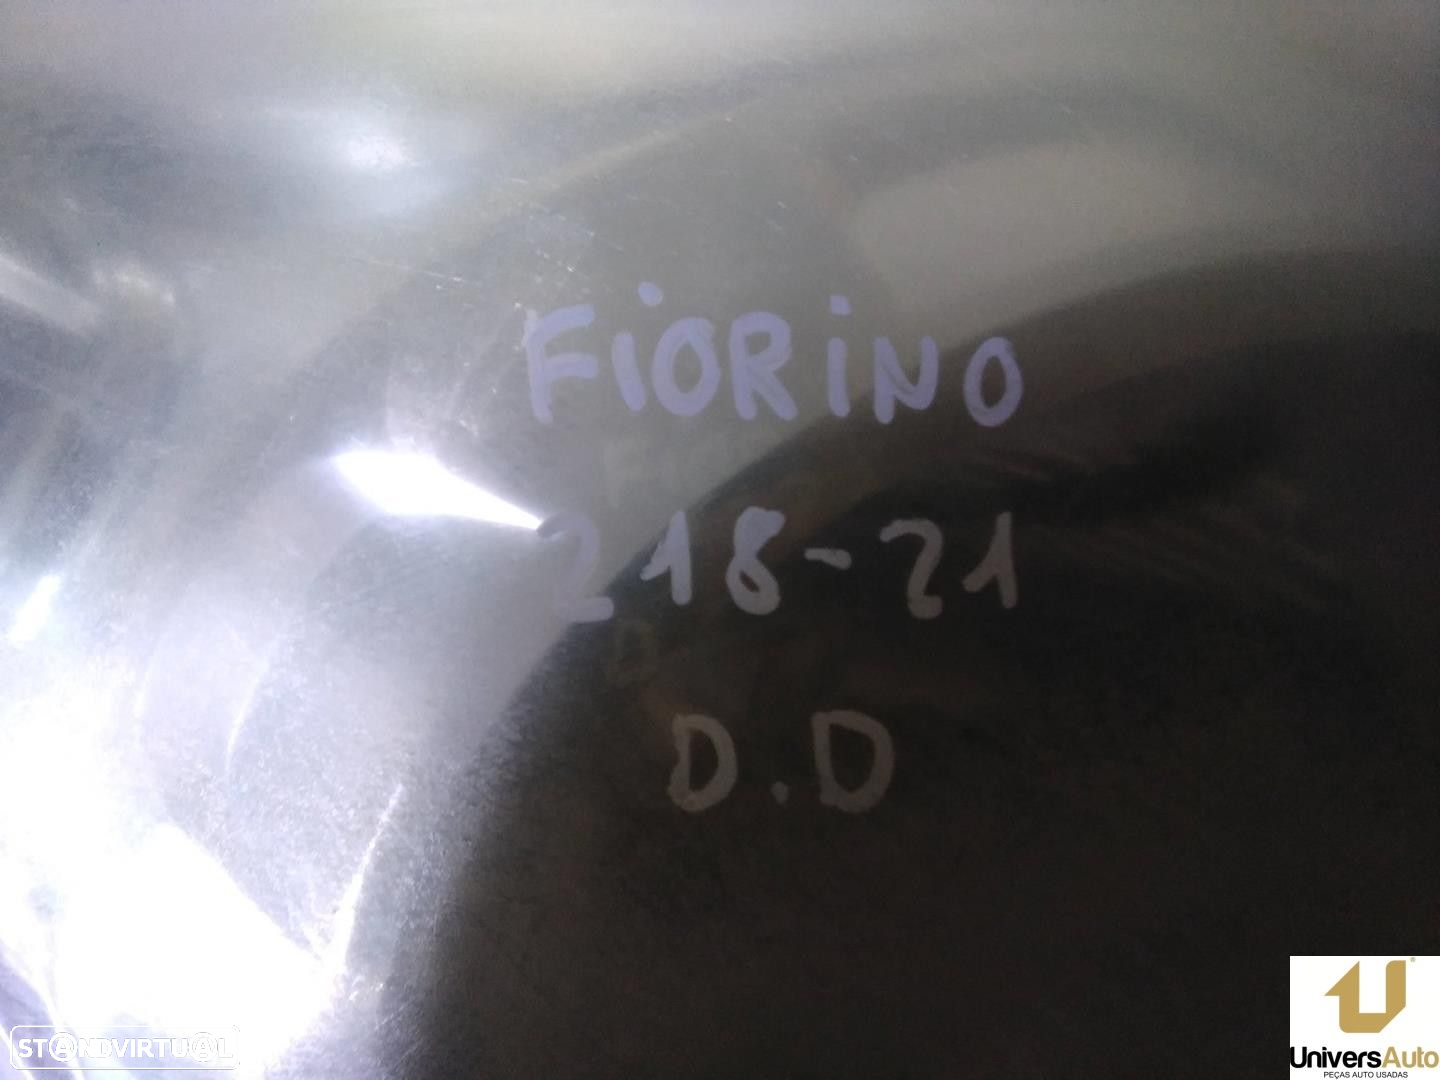 FiORiNO
218-21
D.D
STANDVIRTUAL
UniversAuto
PEÇAS AUTO USADAS